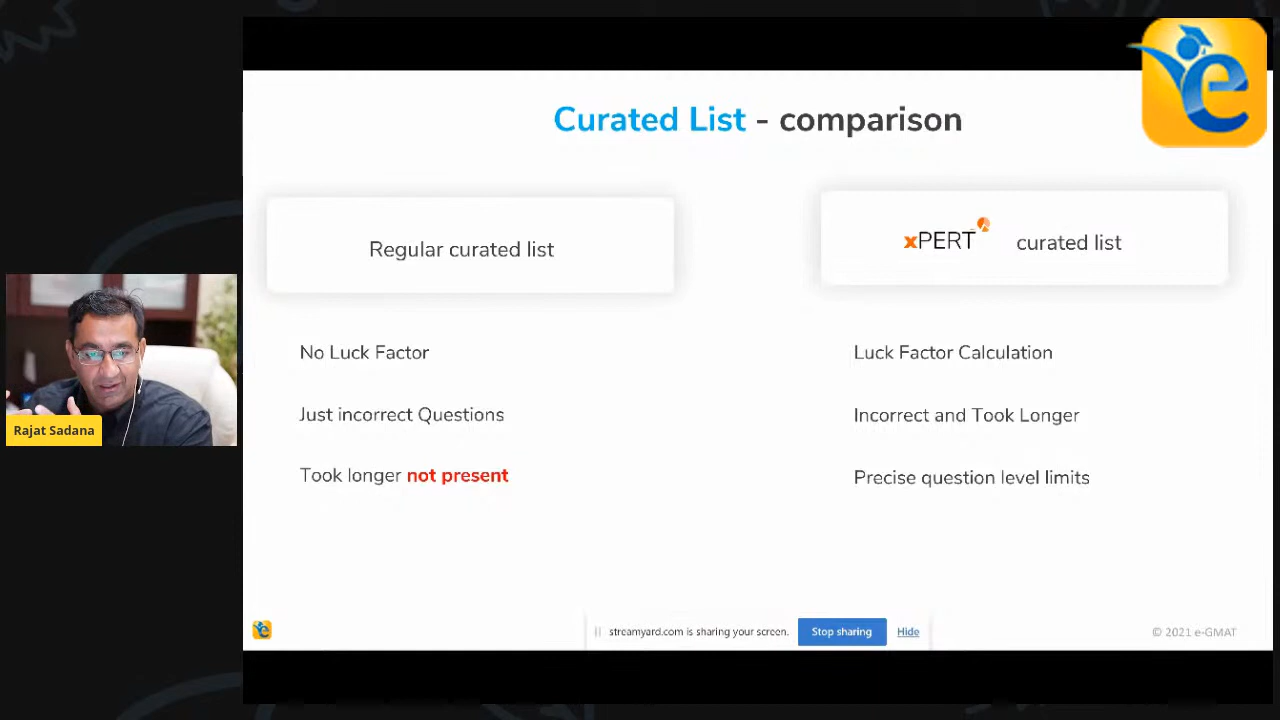 Curated List - comparison
Regular curated list
xPERT curated list
No Luck Factor
Luck Factor Calculation
Just incorrect Questions
Incorrect and Took Longer
Took longer not present
Precise question level limits
Rajat Sadana
streamyard.com is sharing your screen.
Stop sharing
Hide
© 2021 e-GMAT